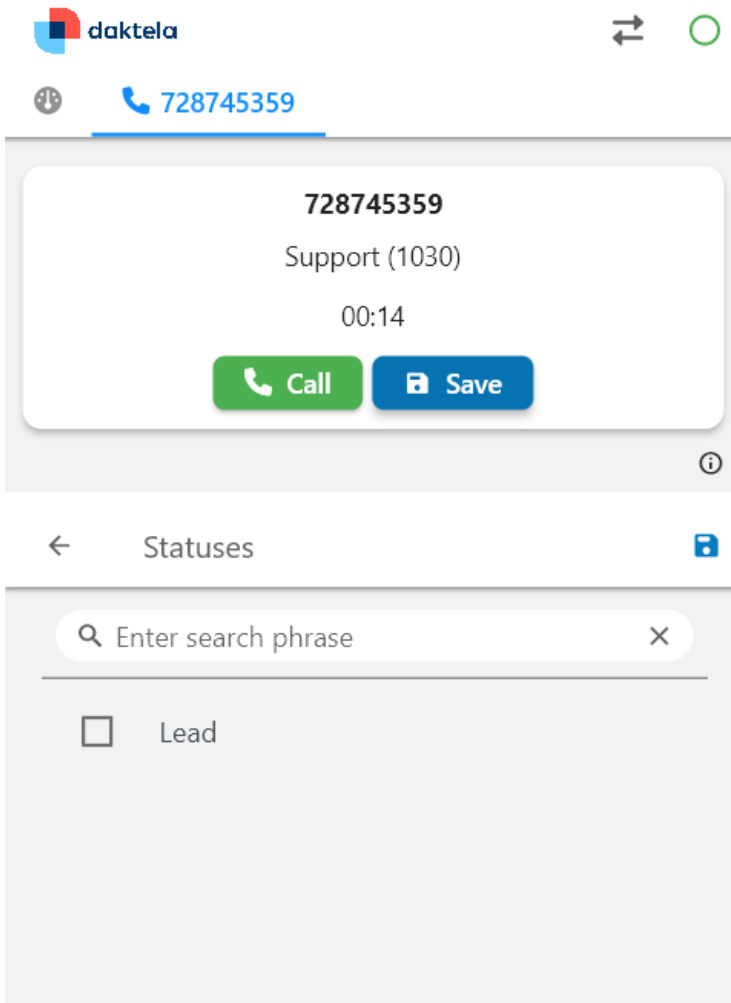 daktela
728745359
728745359
Support (1030)
00:14
Call Save
Statuses
Enter search phrase
Lead